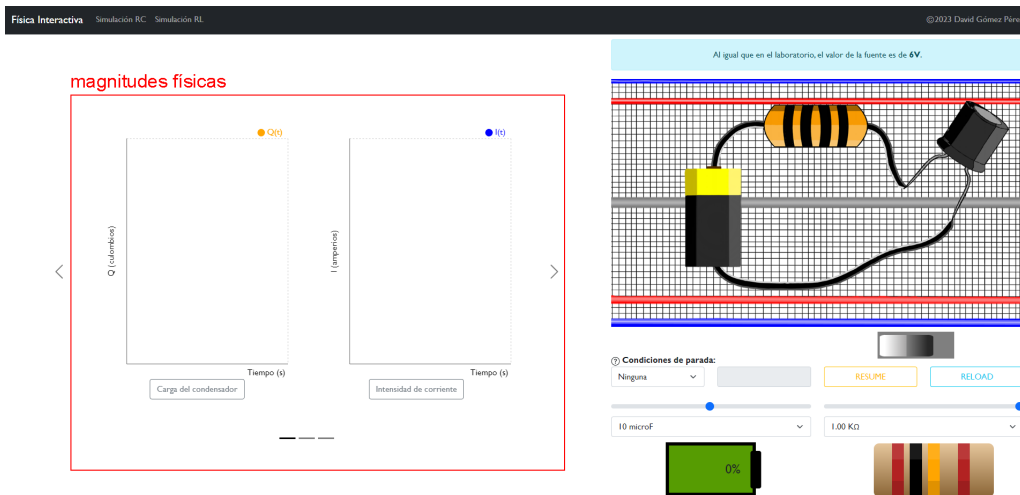 Física Interactiva Simulación RC Simulación RL ©2023 David Gómez Pére
Al igual que en el laboratorio, el valor de la fuente es de 6V.
magnitudes físicas
Q(t)
I(t)
Q (culombios)
I (amperios)
Tiempo (s)
Tiempo (s)
Carga del condensador
Intensidad de corriente
? Condiciones de parada:
Ninguna
RESUME
RELOAD
10 microF
1.00 KΩ
0%